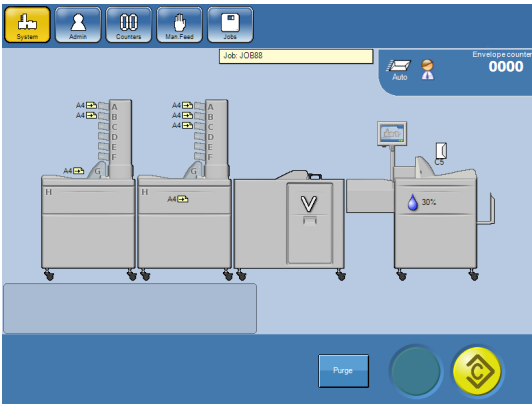 System
Admin
Counters
Man.Feed
Jobs
Job: JOB88
Envelope counter
0000
Auto
A4
A
A4
B
C
D
E
F
A4
G
H
A4
A
A4
B
A4
C
D
E
F
G
H
A4
C5
30%
Purge
C